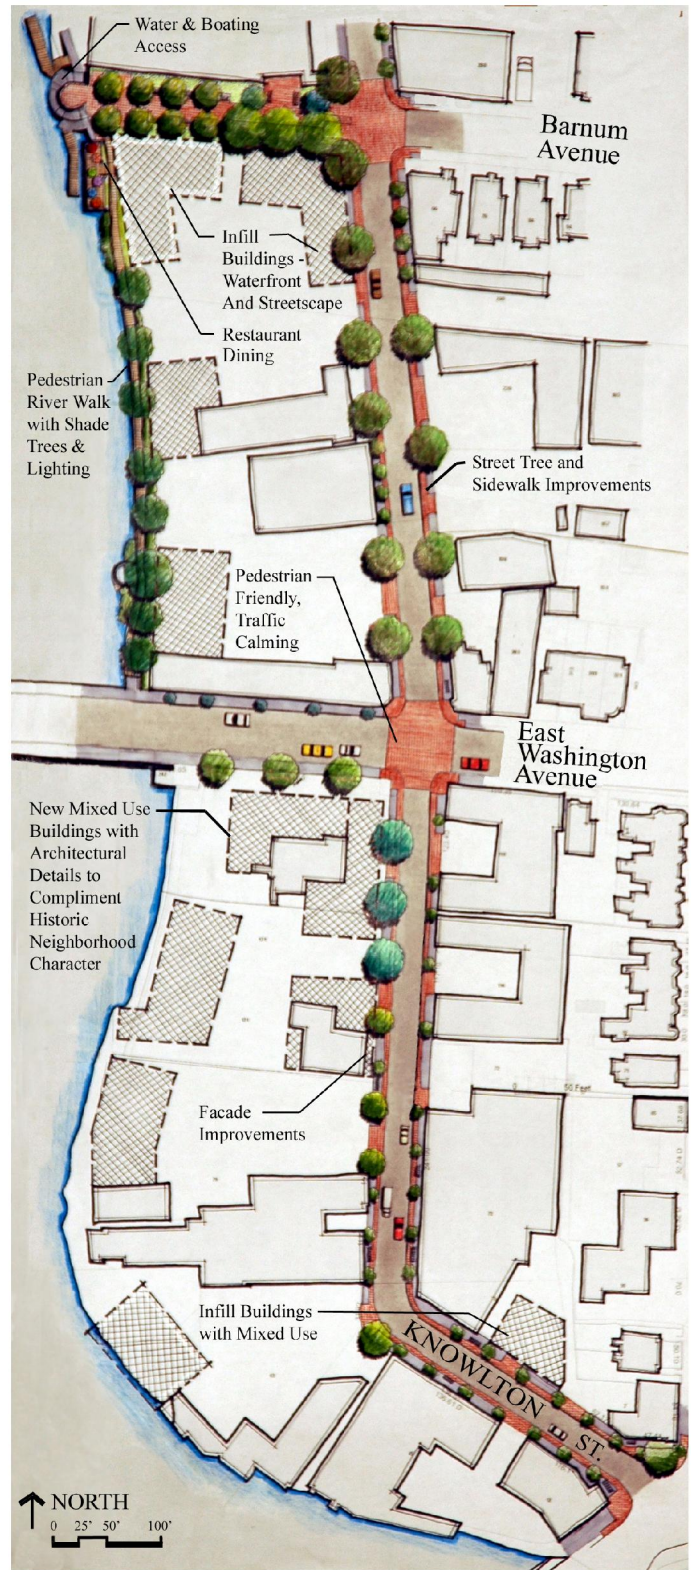 Water & Boating
Access
Barnum
Avenue
Infill
Buildings -
Waterfront
And Streetscape
Restaurant
Dining
Pedestrian
River Walk
with Shade
Trees &
Lighting
Street Tree and
Sidewalk Improvements
Pedestrian
Friendly,
Traffic
Calming
East
Washington
Avenue
New Mixed Use
Buildings with
Architectural
Details to
Compliment
Historic
Neighborhood
Character
50 Feet
Facade
Improvements
Infill Buildings
with Mixed Use
KNOWLTON ST.
NORTH
0 25' 50' 100'